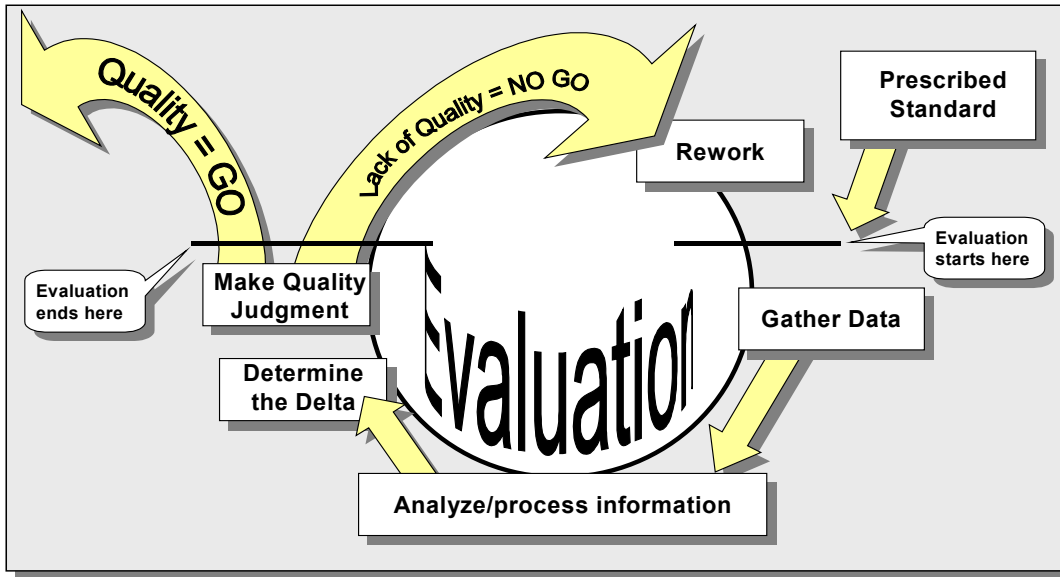 Quality = GO
Lack of Quality = NO GO
Prescribed
Standard
Rework
Evaluation
starts here
Evaluation
ends here
Make Quality
Judgment
Gather Data
Evaluation
Determine
the Delta
Analyze/process information